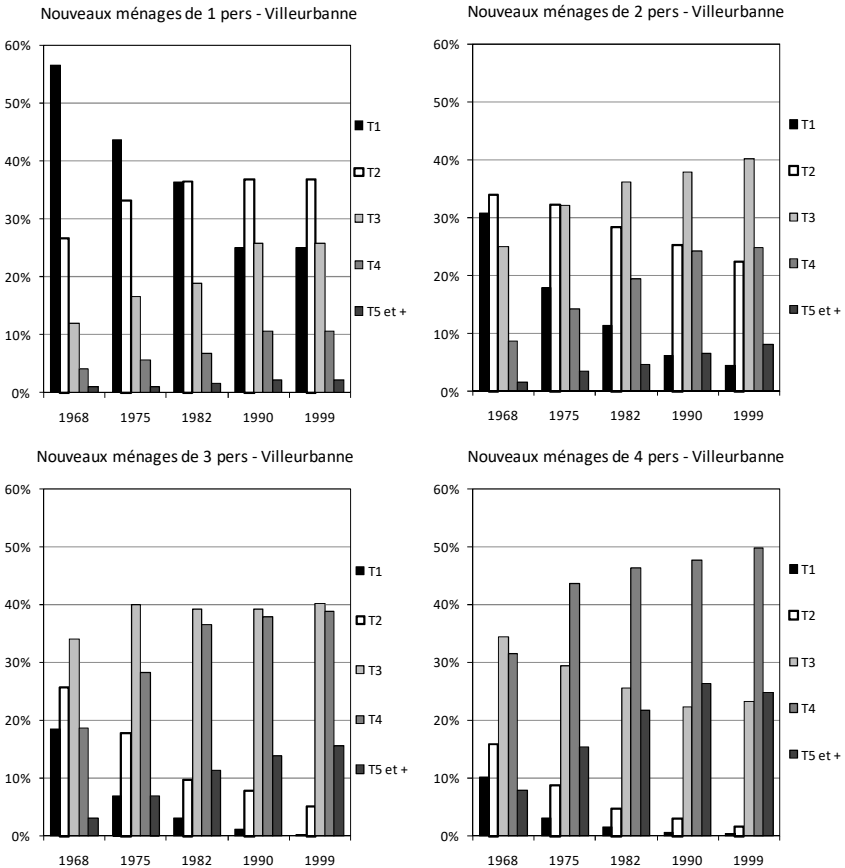 Nouveaux ménages de 1 pers - Villeurbanne
60%
50%
40%
30%
20%
10%
0%
1968 1975 1982 1990 1999
T1
T2
T3
T4
T5 et +
Nouveaux ménages de 2 pers - Villeurbanne
60%
50%
40%
30%
20%
10%
0%
1968 1975 1982 1990 1999
T1
T2
T3
T4
T5 et +
Nouveaux ménages de 3 pers - Villeurbanne
60%
50%
40%
30%
20%
10%
0%
1968 1975 1982 1990 1999
T1
T2
T3
T4
T5 et +
Nouveaux ménages de 4 pers - Villeurbanne
60%
50%
40%
30%
20%
10%
0%
1968 1975 1982 1990 1999
T1
T2
T3
T4
T5 et +